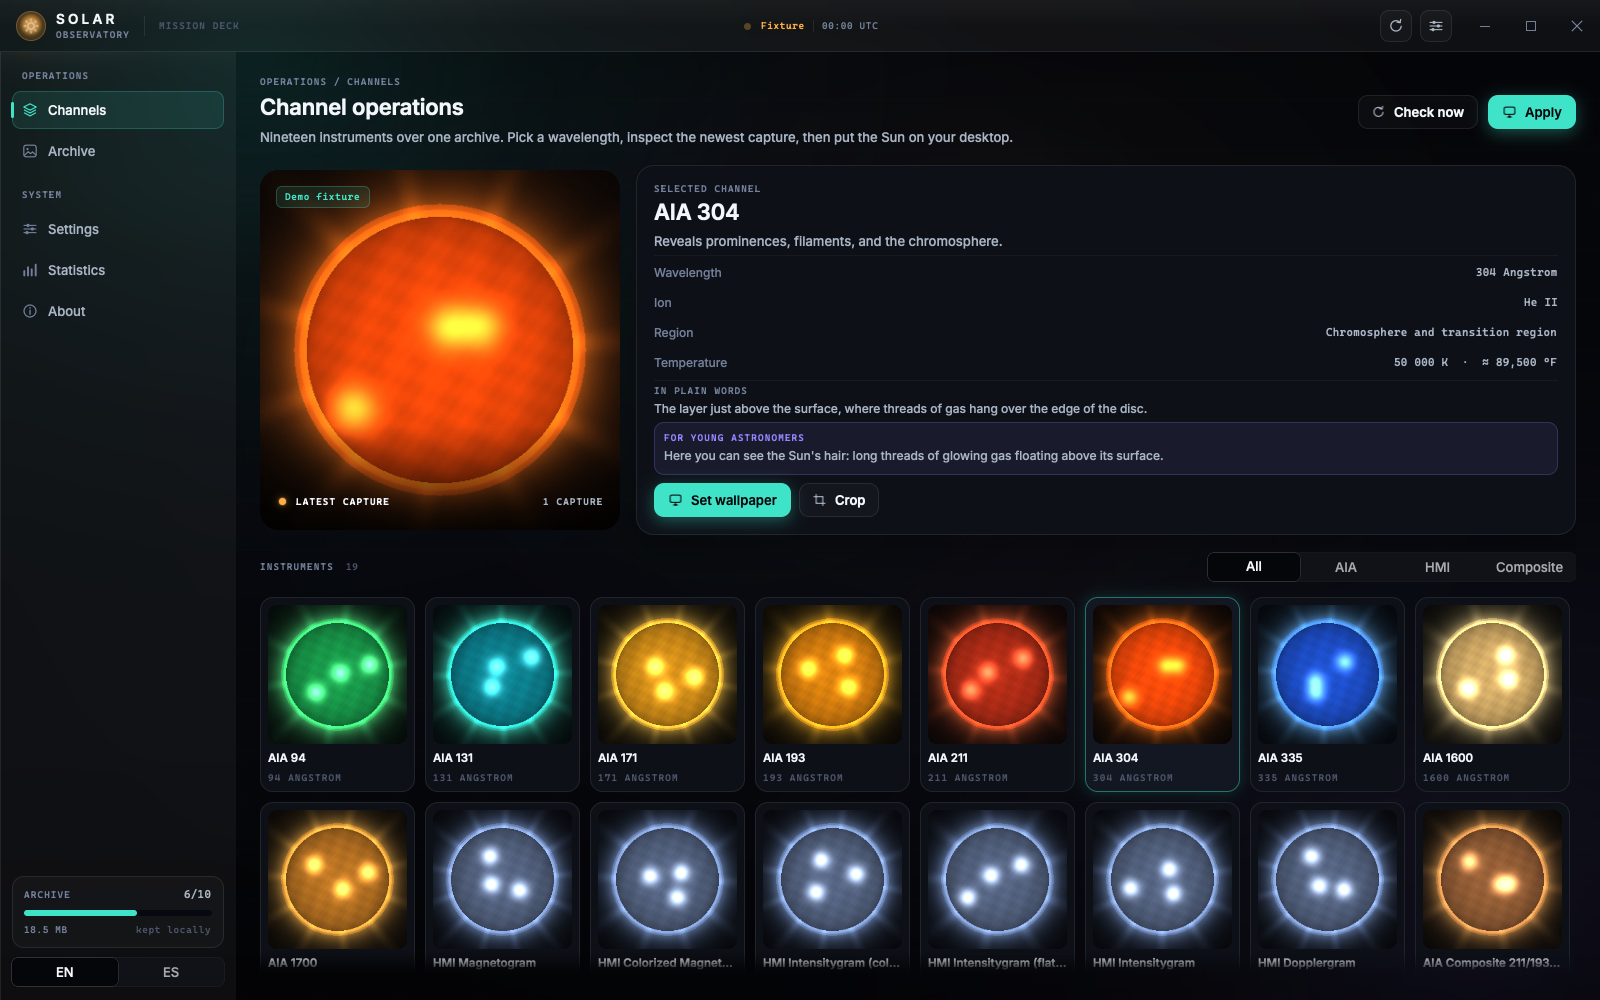 SOLAR
OBSERVATORY
MISSION DECK
Fixture
00:00 UTC
OPERATIONS
Channels
Archive
SYSTEM
Settings
Statistics
About
ARCHIVE
6/10
18.5 MB
kept locally
EN
ES
OPERATIONS / CHANNELS
Channel operations
Nineteen instruments over one archive. Pick a wavelength, inspect the newest capture, then put the Sun on your desktop.
Check now
Apply
Demo fixture
LATEST CAPTURE
1 CAPTURE
SELECTED CHANNEL
AIA 304
Reveals prominences, filaments, and the chromosphere.
Wavelength
304 Angstrom
Ion
He II
Region
Chromosphere and transition region
Temperature
50 000 K · ≈ 89,500 °F
IN PLAIN WORDS
The layer just above the surface, where threads of gas hang over the edge of the disc.
FOR YOUNG ASTRONOMERS
Here you can see the Sun's hair: long threads of glowing gas floating above its surface.
Set wallpaper
Crop
INSTRUMENTS 19
All
AIA
HMI
Composite
AIA 94
94 ANGSTROM
AIA 131
131 ANGSTROM
AIA 171
171 ANGSTROM
AIA 193
193 ANGSTROM
AIA 211
211 ANGSTROM
AIA 304
304 ANGSTROM
AIA 335
335 ANGSTROM
AIA 1600
1600 ANGSTROM
AIA 1700
HMI Magnetogram
HMI Colorized Magnet...
HMI Intensitygram (col...
HMI Intensitygram (flat...
HMI Intensitygram
HMI Dopplergram
AIA Composite 211/193...